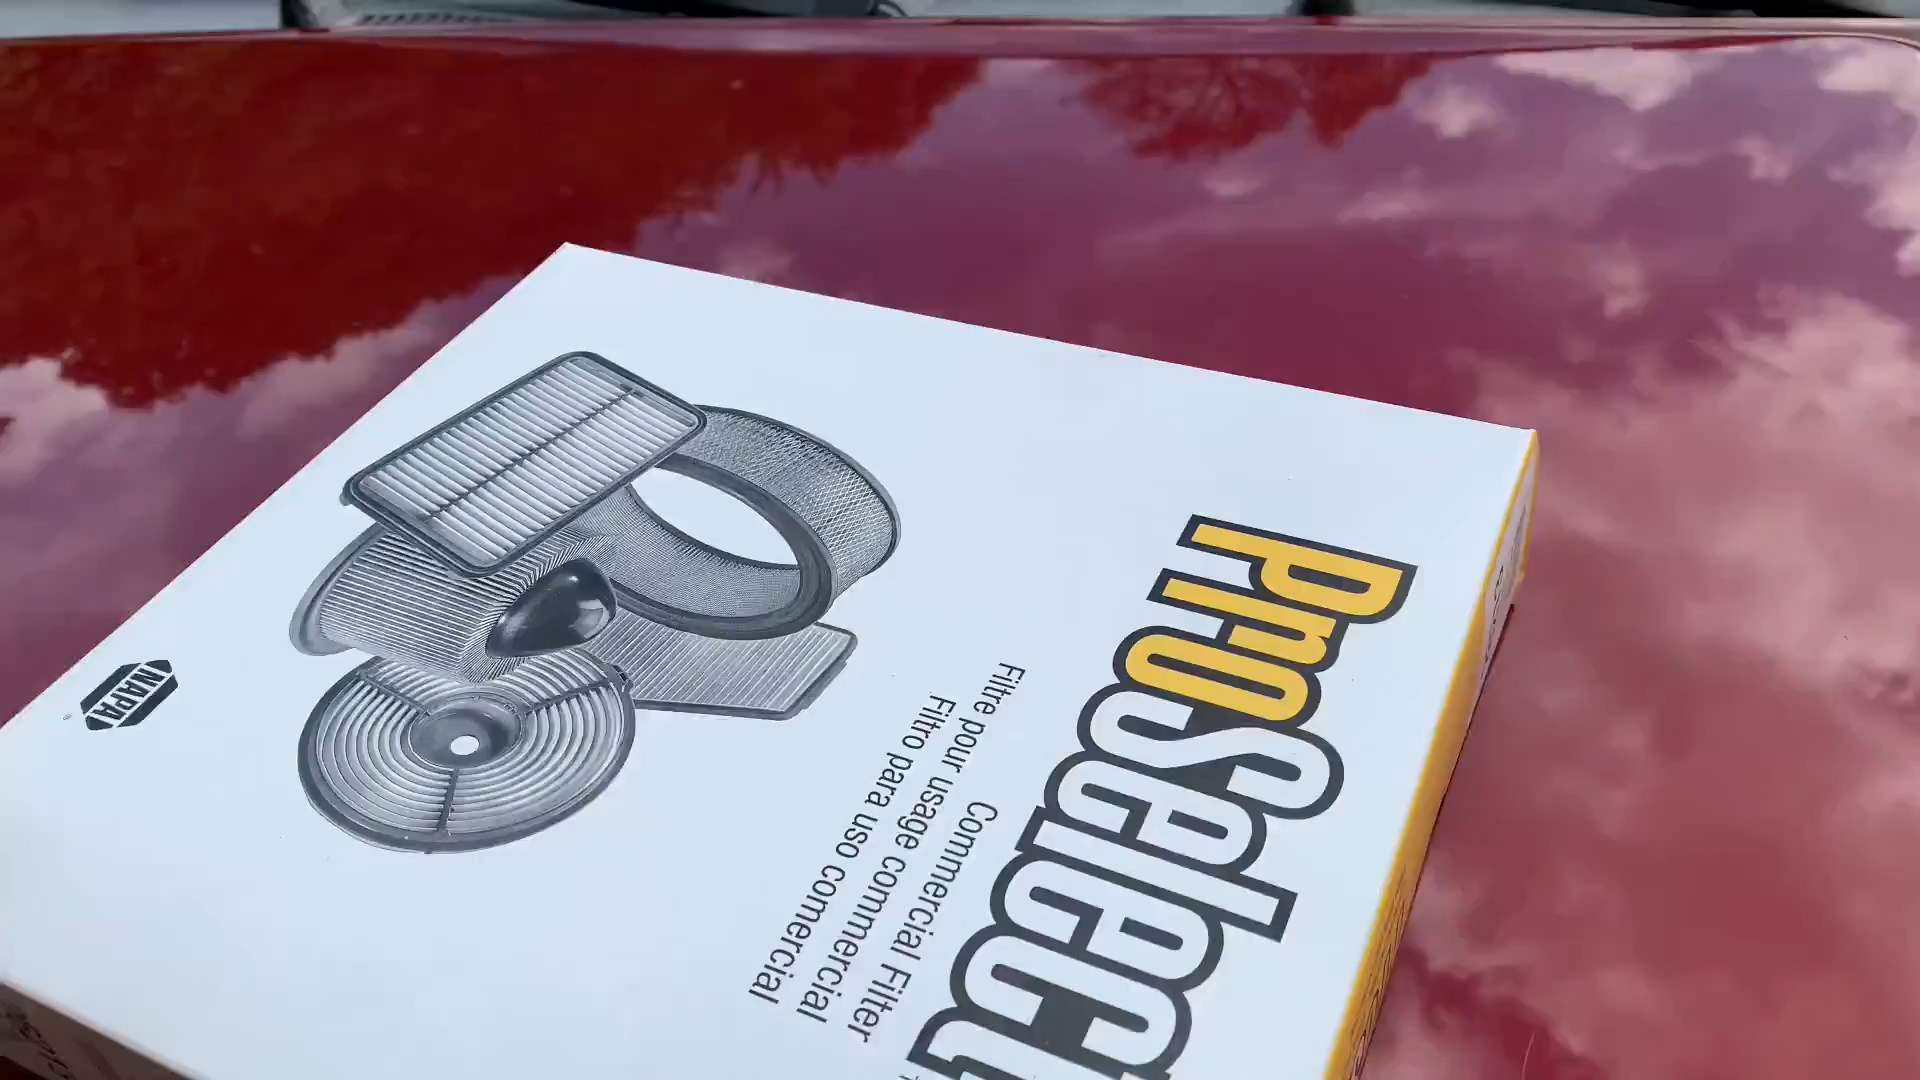 ProSelect
Commercial Filter
Filtre pour usage commercial
Filtro para uso comercial
NAPA